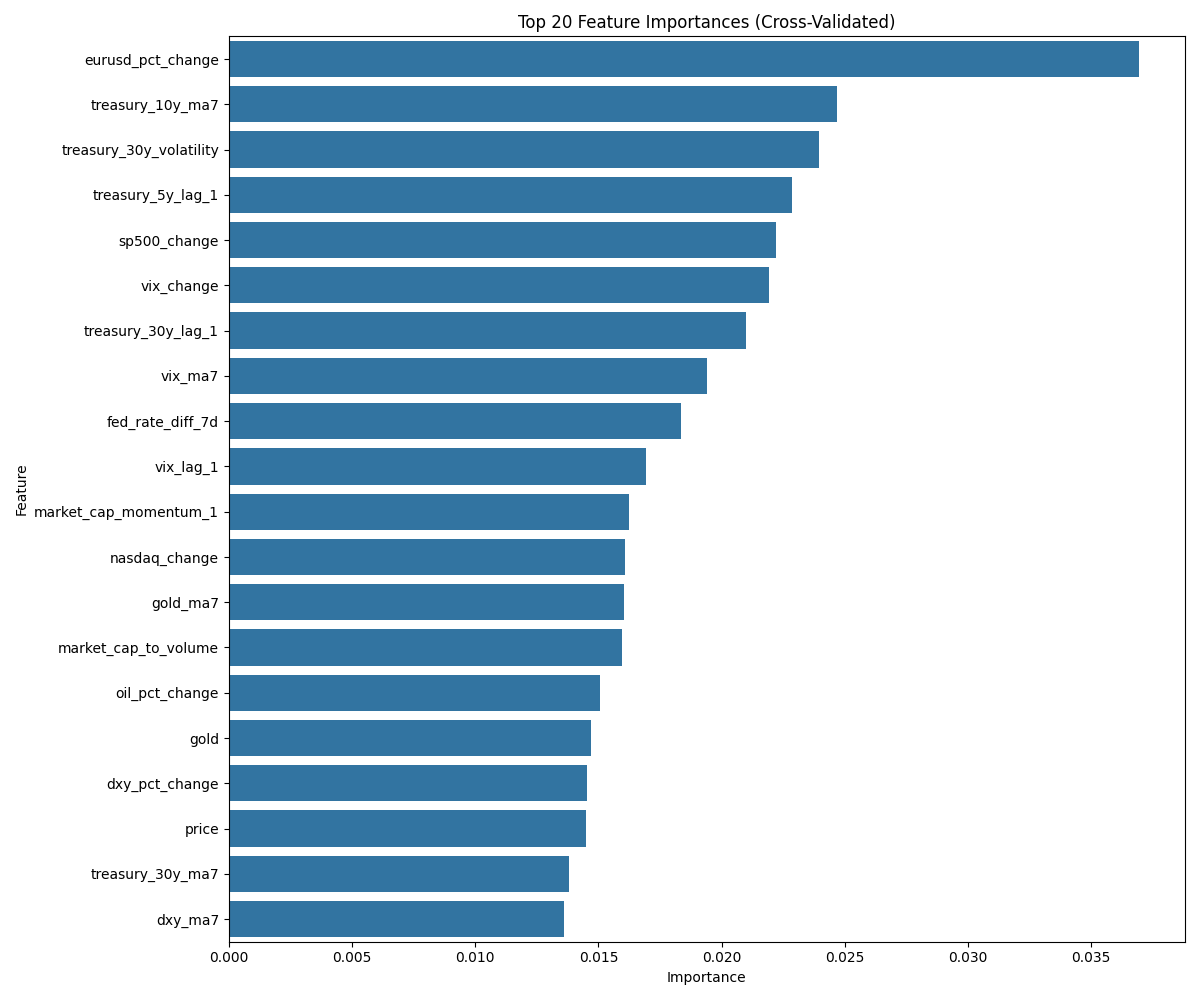 Top 20 Feature Importances (Cross-Validated)
Feature
eurusd_pct_change
treasury_10y_ma7
treasury_30y_volatility
treasury_5y_lag_1
sp500_change
vix_change
treasury_30y_lag_1
vix_ma7
fed_rate_diff_7d
vix_lag_1
market_cap_momentum_1
nasdaq_change
gold_ma7
market_cap_to_volume
oil_pct_change
gold
dxy_pct_change
price
treasury_30y_ma7
dxy_ma7
0.000 0.005 0.010 0.015 0.020 0.025 0.030 0.035
Importance